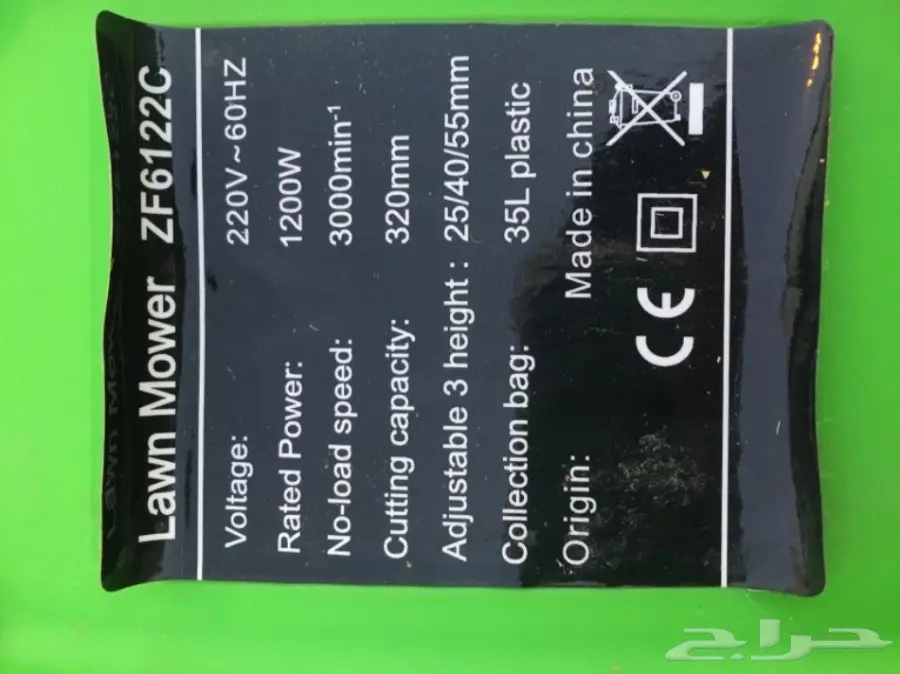 Lawn Mower ZF6122C
Voltage: 220V~60HZ
Rated Power: 1200W
No-load speed: 3000min⁻¹
Cutting capacity: 320mm
Adjustable 3 height : 25/40/55mm
Collection bag: 35L plastic
Origin: Made in china
CE
حراج